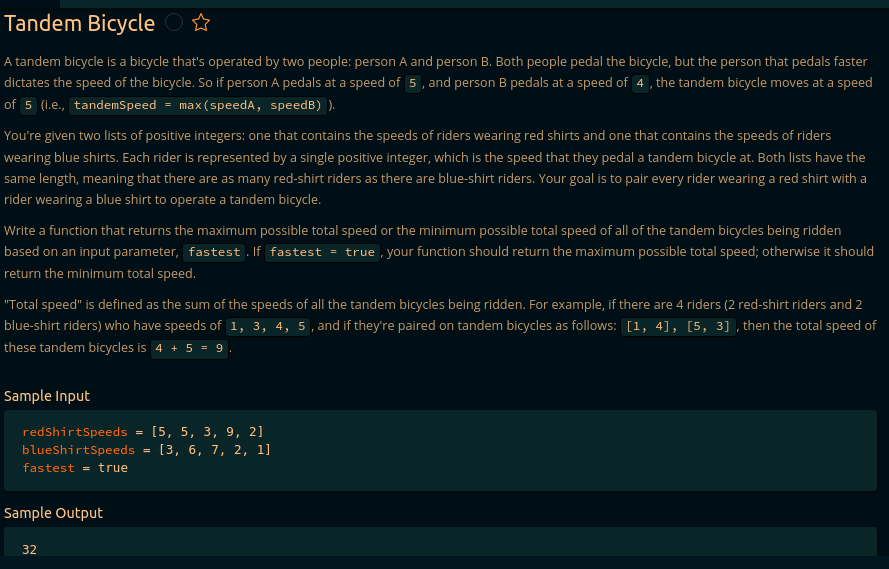 Tandem Bicycle
A tandem bicycle is a bicycle that's operated by two people: person A and person B. Both people pedal the bicycle, but the person that pedals faster
dictates the speed of the bicycle. So if person A pedals at a speed of 5, and person B pedals at a speed of 4, the tandem bicycle moves at a speed
of 5 (i.e., tandemSpeed = max(speedA, speedB)).
You're given two lists of positive integers: one that contains the speeds of riders wearing red shirts and one that contains the speeds of riders
wearing blue shirts. Each rider is represented by a single positive integer, which is the speed that they pedal a tandem bicycle at. Both lists have the
same length, meaning that there are as many red-shirt riders as there are blue-shirt riders. Your goal is to pair every rider wearing a red shirt with a
rider wearing a blue shirt to operate a tandem bicycle.
Write a function that returns the maximum possible total speed or the minimum possible total speed of all of the tandem bicycles being ridden
based on an input parameter, fastest. If fastest = true, your function should return the maximum possible total speed; otherwise it should
return the minimum total speed.
"Total speed" is defined as the sum of the speeds of all the tandem bicycles being ridden. For example, if there are 4 riders (2 red-shirt riders and 2
blue-shirt riders) who have speeds of 1, 3, 4, 5, and if they're paired on tandem bicycles as follows: [1, 4], [5, 3], then the total speed of
these tandem bicycles is 4 + 5 = 9.
Sample Input
redShirtSpeeds = [5, 5, 3, 9, 2]
blueShirtSpeeds = [3, 6, 7, 2, 1]
fastest = true
Sample Output
32